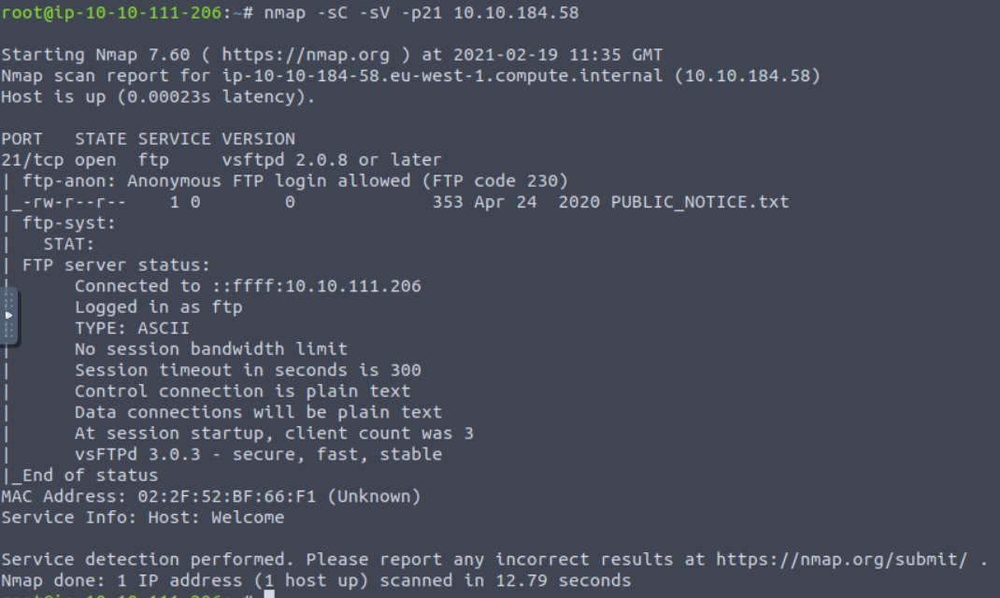 root@ip-10-10-111-206:~# nmap -sC -sV -p21 10.10.184.58
Starting Nmap 7.60 ( https://nmap.org ) at 2021-02-19 11:35 GMT
Nmap scan report for ip-10-10-184-58.eu-west-1.compute.internal (10.10.184.58)
Host is up (0.00023s latency).
PORT   STATE SERVICE VERSION
21/tcp open  ftp     vsftpd 2.0.8 or later
| ftp-anon: Anonymous FTP login allowed (FTP code 230)
|_-rw-r--r--    1 0        0             353 Apr 24  2020 PUBLIC_NOTICE.txt
| ftp-syst:
|   STAT:
| FTP server status:
|      Connected to ::ffff:10.10.111.206
|      Logged in as ftp
|      TYPE: ASCII
|      No session bandwidth limit
|      Session timeout in seconds is 300
|      Control connection is plain text
|      Data connections will be plain text
|      At session startup, client count was 3
|      vsFTPd 3.0.3 - secure, fast, stable
|_End of status
MAC Address: 02:2F:52:BF:66:F1 (Unknown)
Service Info: Host: Welcome
Service detection performed. Please report any incorrect results at https://nmap.org/submit/ .
Nmap done: 1 IP address (1 host up) scanned in 12.79 seconds